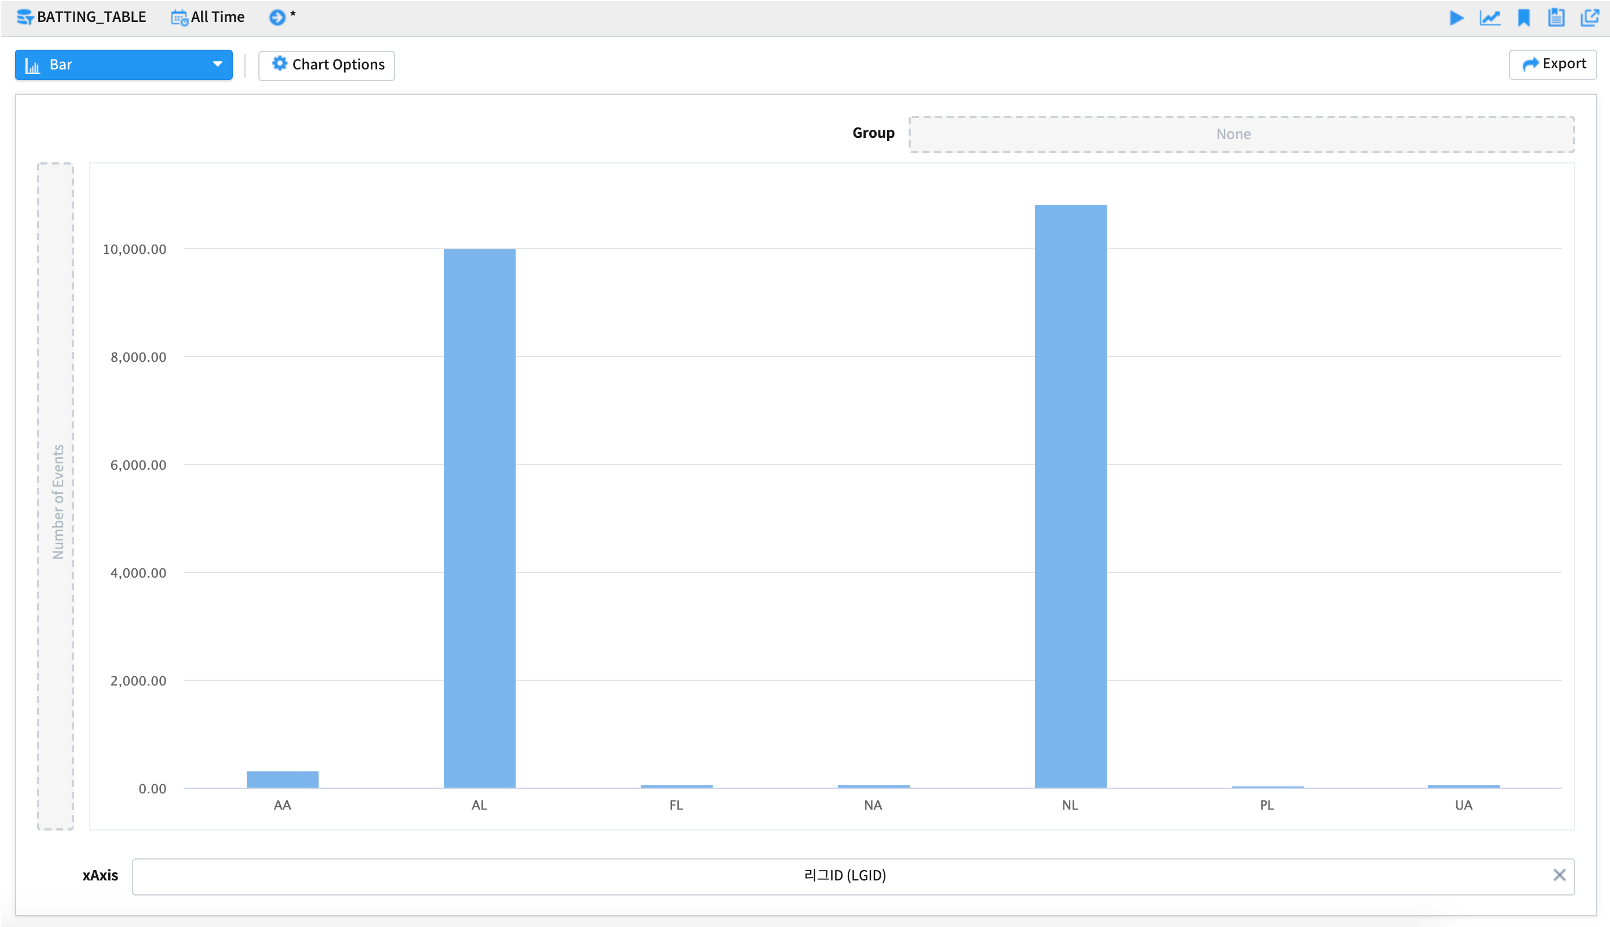 BATTING_TABLE All Time *
Bar Chart Options Export
Group None
Number of Events
10,000.00
8,000.00
6,000.00
4,000.00
2,000.00
0.00
AA AL FL NA NL PL UA
xAxis 리그ID (LGID)